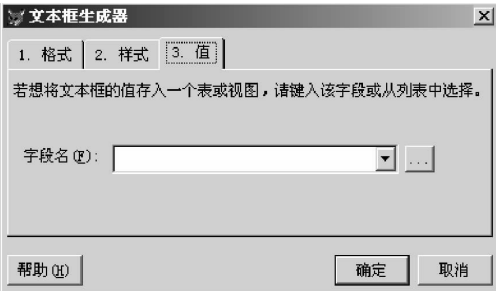 文本框生成器
1. 格式 2. 样式 3. 值
若想将文本框的值存入一个表或视图，请键入该字段或从列表中选择。
字段名(F): ...
帮助(H) 确定 取消